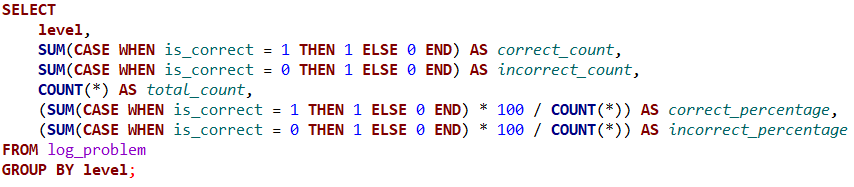 SELECT
    level,
    SUM(CASE WHEN is_correct = 1 THEN 1 ELSE 0 END) AS correct_count,
    SUM(CASE WHEN is_correct = 0 THEN 1 ELSE 0 END) AS incorrect_count,
    COUNT(*) AS total_count,
    (SUM(CASE WHEN is_correct = 1 THEN 1 ELSE 0 END) * 100 / COUNT(*)) AS correct_percentage,
    (SUM(CASE WHEN is_correct = 0 THEN 1 ELSE 0 END) * 100 / COUNT(*)) AS incorrect_percentage
FROM log_problem
GROUP BY level;